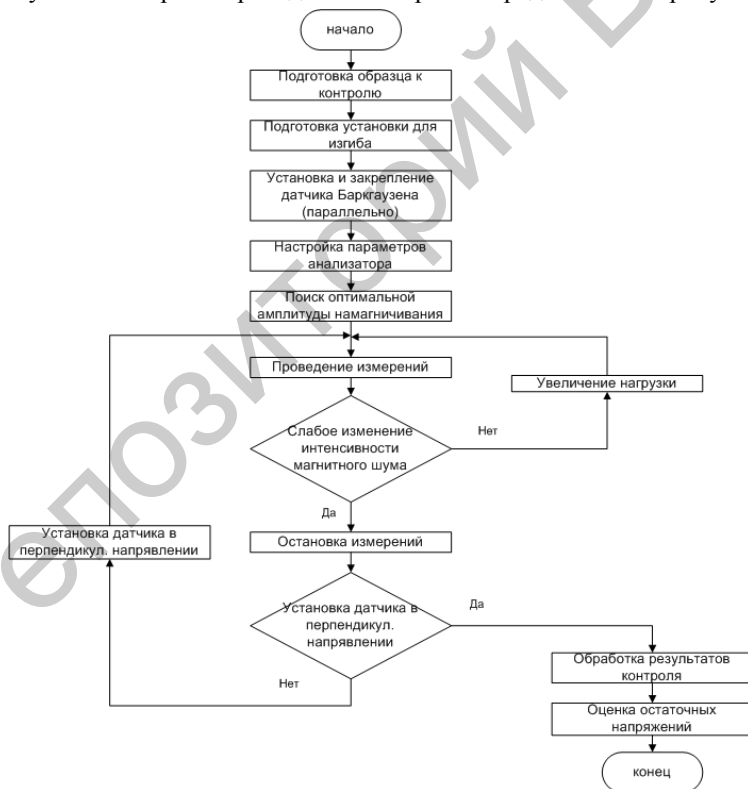 начало
Подготовка образца к
контролю
Подготовка установки для
изгиба
Установка и закрепление
датчика Баркгаузена
(параллельно)
Настройка параметров
анализатора
Поиск оптимальной
амплитуды намагничивания
Проведение измерений
Увеличение нагрузки
Слабое изменение
интенсивности
магнитного шума
Нет
Да
Установка датчика в
перпендикул. напрявлении
Остановка измерений
Установка датчика в
перпендикул.
напрявлении
Да
Нет
Обработка результатов
контроля
Оценка остаточных
напряжений
конец
епозиторий